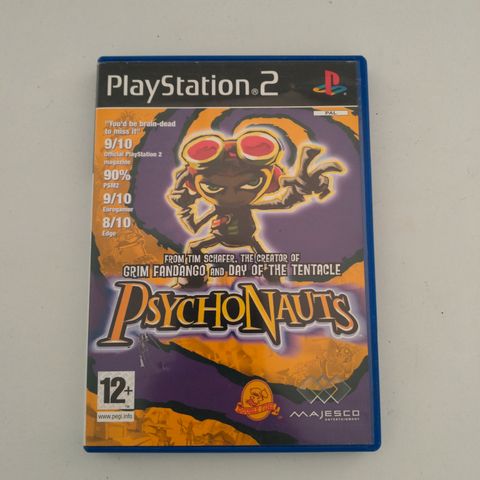 PlayStation®2
PAL
"You'd be brain-dead
to miss it!"
9/10
Official PlayStation 2
magazine
90%
PSM2
9/10
Eurogamer
8/10
Edge
FROM TIM SCHAFER, THE CREATOR OF
GRIM FANDANGO AND DAY OF THE TENTACLE
PSYCHONAUTS
12+
www.pegi.info
MAJESCO
ENTERTAINMENT